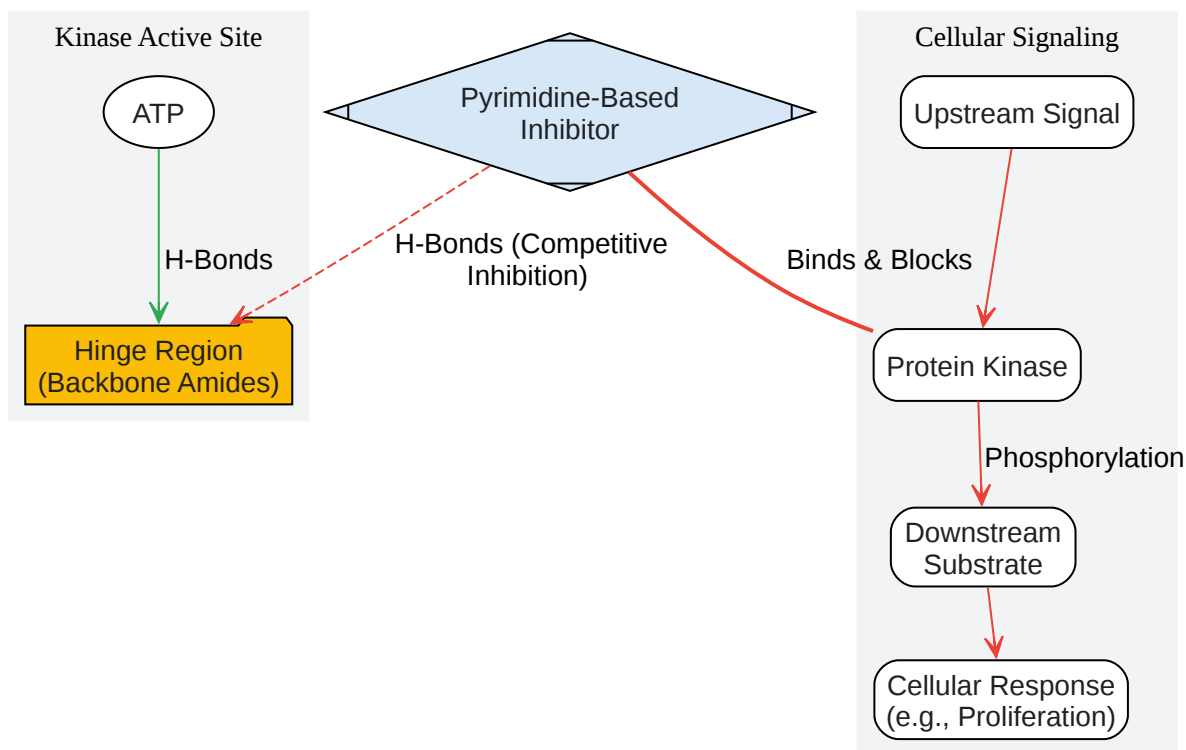 Kinase Active Site
Cellular Signaling
ATP
Pyrimidine-Based
Inhibitor
Upstream Signal
H-Bonds
H-Bonds (Competitive
Inhibition)
Binds & Blocks
Hinge Region
(Backbone Amides)
Protein Kinase
Phosphorylation
Downstream
Substrate
Cellular Response
(e.g., Proliferation)